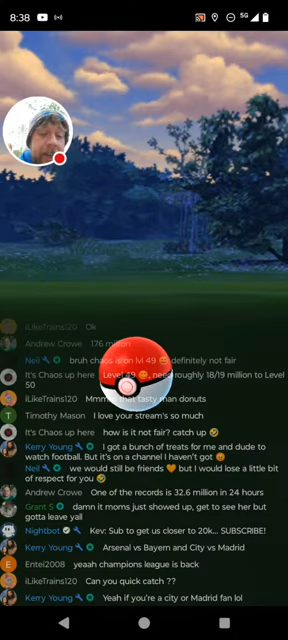 8:38
5G
iLikeTrains120 Ok
Andrew Crowe 176 million
Neil bruh chaos is on lvl 49 😑 definitely not fair
It's Chaos up here Level 49 🥵, need roughly 18/19 million to Level
50
iLikeTrains120 Mmmm that tasty man donuts
Timothy Mason I love your stream's so much
It's Chaos up here how is it not fair? catch up 🤣
Kerry Young I got a bunch of treats for me and dude to
watch football. But it's on a channel I haven't got 😡
Neil we would still be friends 🧡 but I would lose a little bit
of respect for you 🤣
Andrew Crowe One of the records is 32.6 million in 24 hours
Grant S damn it moms just showed up, get to see her but
gotta leave yall
Nightbot Kev: Sub to get us closer to 20k... SUBSCRIBE!
Kerry Young Arsenal vs Bayern and City vs Madrid
Entei2008 yeaah champions league is back
iLikeTrains120 Can you quick catch ??
Kerry Young Yeah if you're a city or Madrid fan lol